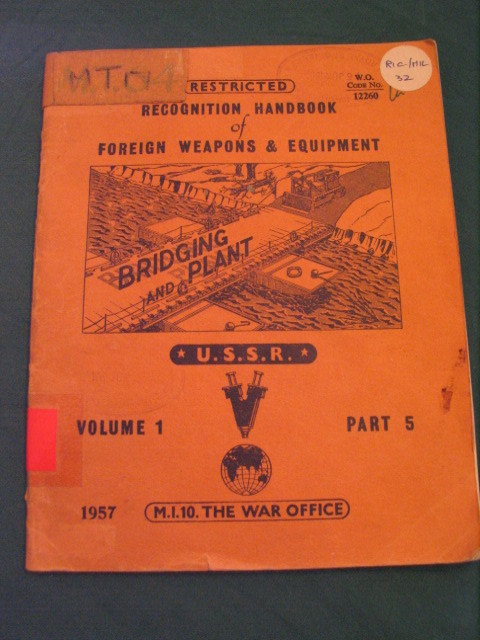 MT.174
RESTRICTED
RIC/MIL
32
W.O.
CODE No.
12260
RECOGNITION HANDBOOK
of
FOREIGN WEAPONS & EQUIPMENT
BRIDGING
AND PLANT
★ U.S.S.R. ★
VOLUME 1
PART 5
1957
M.I.10. THE WAR OFFICE